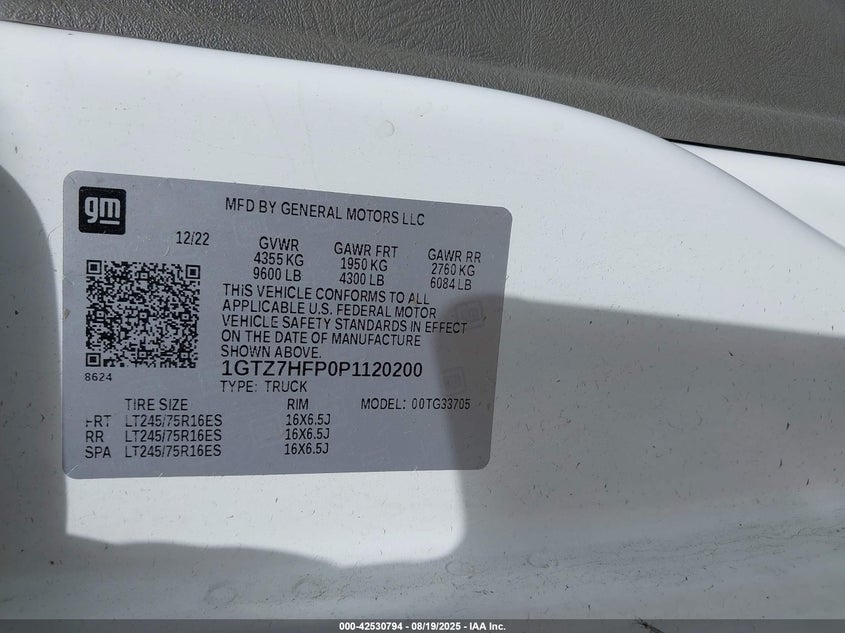 gm
MFD BY GENERAL MOTORS LLC
12/22 GVWR GAWR FRT GAWR RR
4355 KG 1950 KG 2760 KG
9600 LB 4300 LB 6084 LB
THIS VEHICLE CONFORMS TO ALL
APPLICABLE U.S. FEDERAL MOTOR
VEHICLE SAFETY STANDARDS IN EFFECT
ON THE DATE OF MANUFACTURE
SHOWN ABOVE.
8624
1GTZ7HFP0P1120200
TYPE: TRUCK
TIRE SIZE RIM MODEL: 00TG33705
FRT LT245/75R16ES 16X6.5J
RR LT245/75R16ES 16X6.5J
SPA LT245/75R16ES 16X6.5J
000-42530794 - 08/19/2025 - IAA Inc.